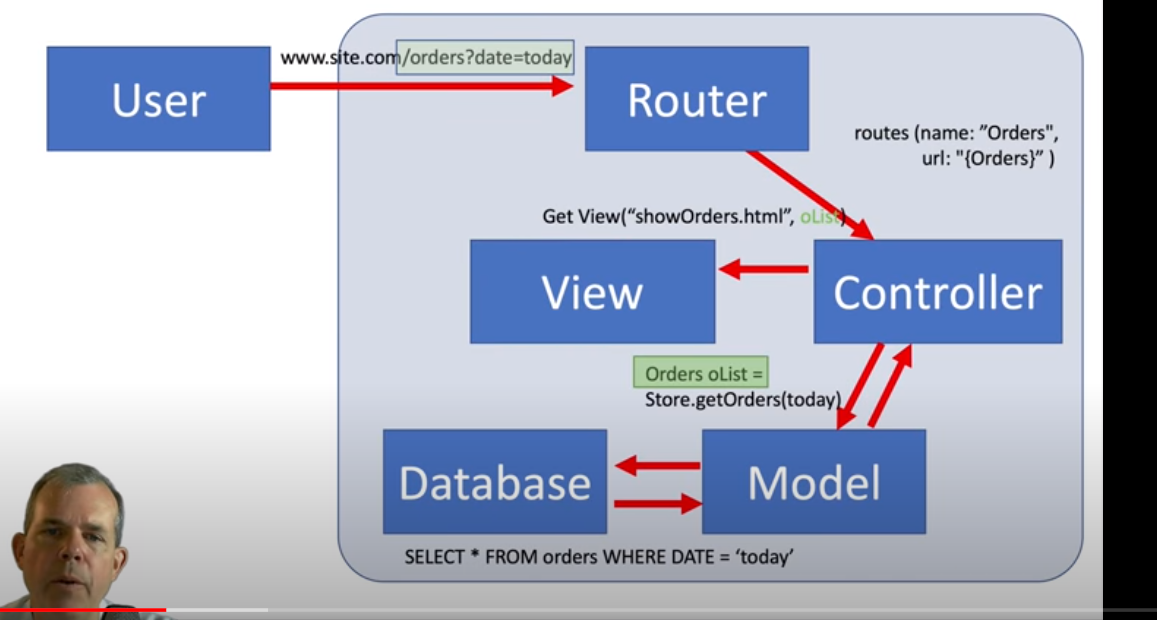 www.site.com/orders?date=today
User
Router
routes (name: ”Orders",
url: "{Orders}” )
Get View(“showOrders.html”, oList)
View
Controller
Orders oList =
Store.getOrders(today)
Database
Model
SELECT * FROM orders WHERE DATE = ‘today’